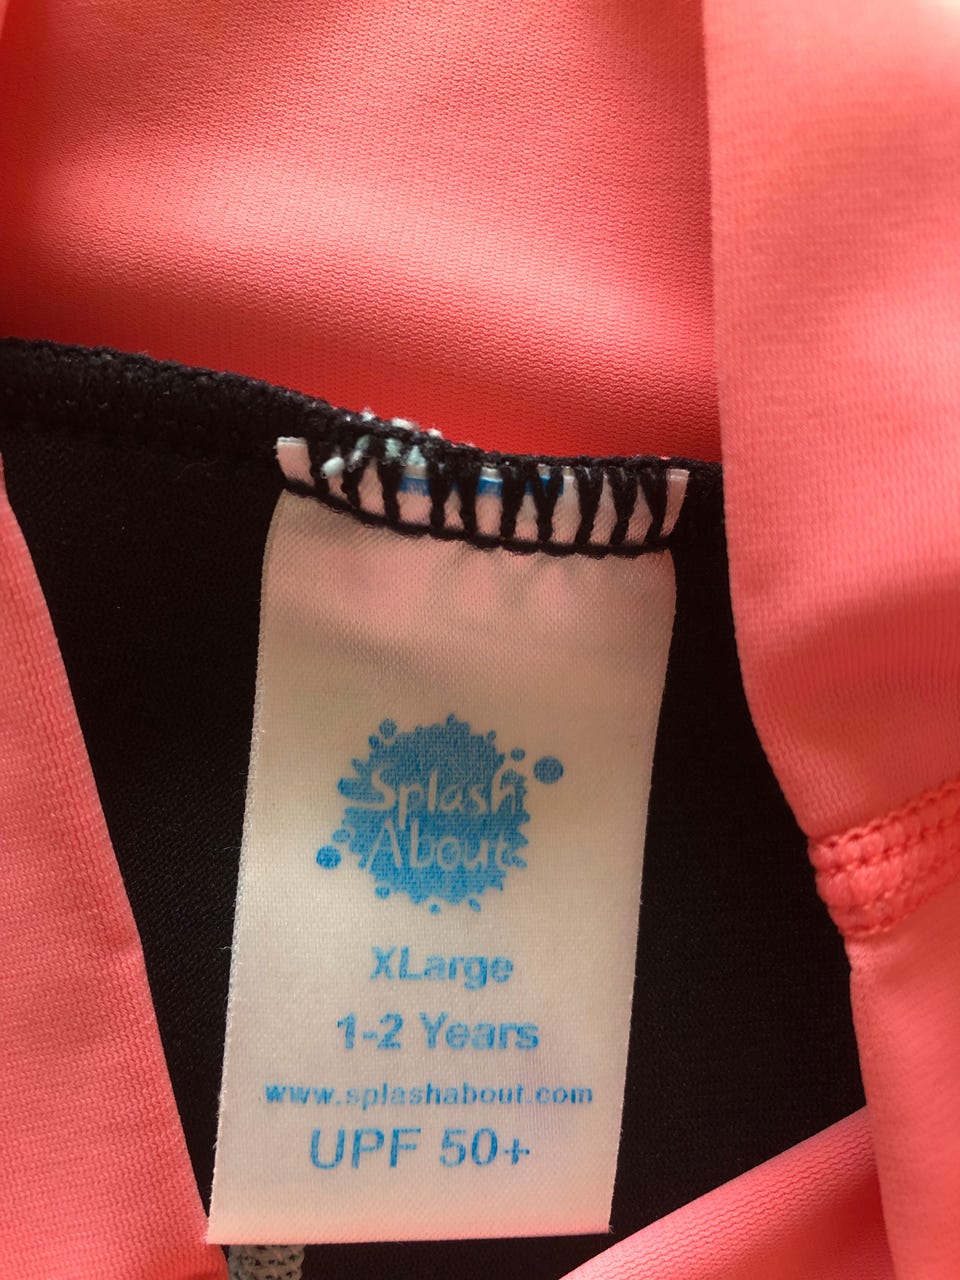 Splash
About
XLarge
1-2 Years
www.splashabout.com
UPF 50+